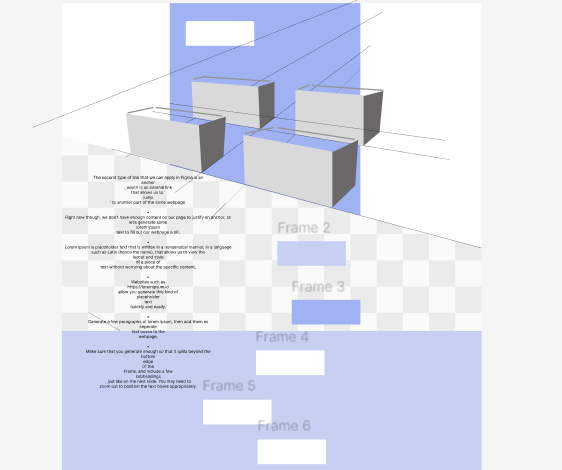 The second type of link that we can apply in Figma is an
anchor
, which is an external link
that allows us to
jump
to another part of the same webpage.
Right now though, we don't have enough content on our page to justify an anchor, so
let's generate some
lorem ipsum
text to fill out our webpage a bit.
Lorem ipsum is placeholder text that is written in a nonsensical manner, in a language
such as Latin (hence the name), that allows us to view the
kernel and style
of a piece of
text without worrying about the specific content.
Websites such as
https://loremipsum.io
allow you generate this kind of
placeholder
text
quickly and easily.
Generate a few paragraphs of lorem ipsum, then add them as
seperate
text boxes to the
webpage.
Make sure that you generate enough so that it spills beyond the
bottom
edge
of the
Frame, and include a few
subheadings
, just like on the next slide. You may need to
zoom out to position the text boxes appropriately.
Frame 2
Frame 3
Frame 4
Frame 5
Frame 6